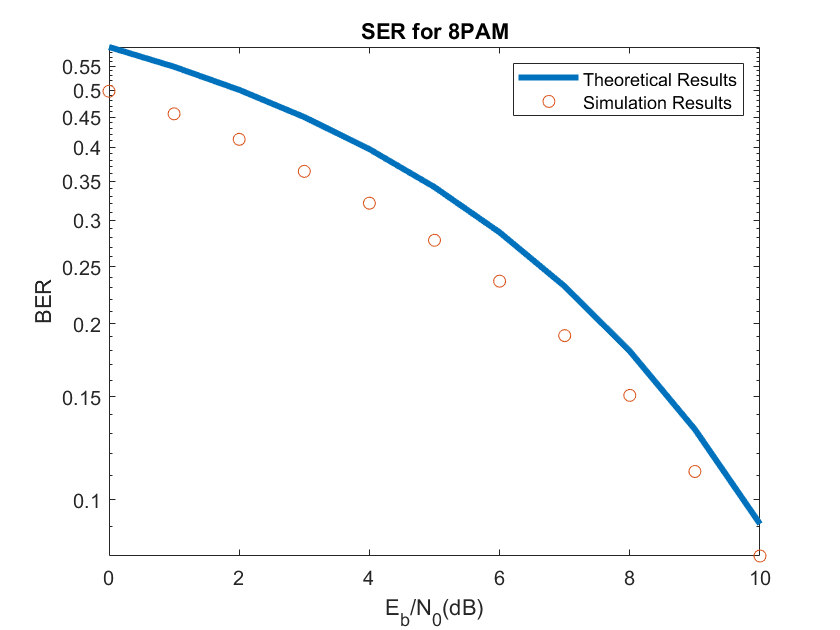 SER for 8PAM
Theoretical Results
Simulation Results
0.55
0.5
0.45
0.4
0.35
0.3
0.25
0.2
0.15
0.1
BER
0 2 4 6 8 10
E_b/N_0(dB)